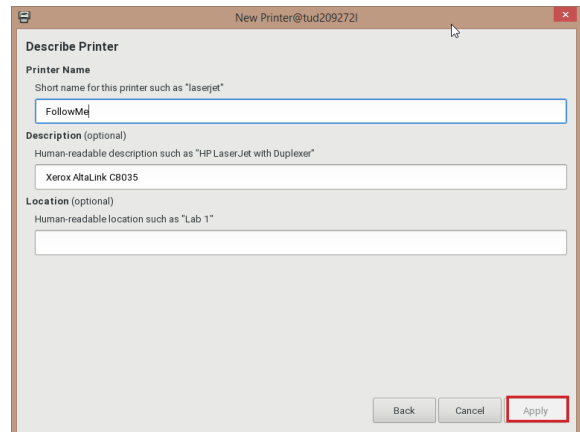 New Printer@tud209272l
Describe Printer
Printer Name
Short name for this printer such as "laserjet"
FollowMe
Description (optional)
Human-readable description such as "HP LaserJet with Duplexer"
Xerox AltaLink C8035
Location (optional)
Human-readable location such as "Lab 1"
Back Cancel Apply